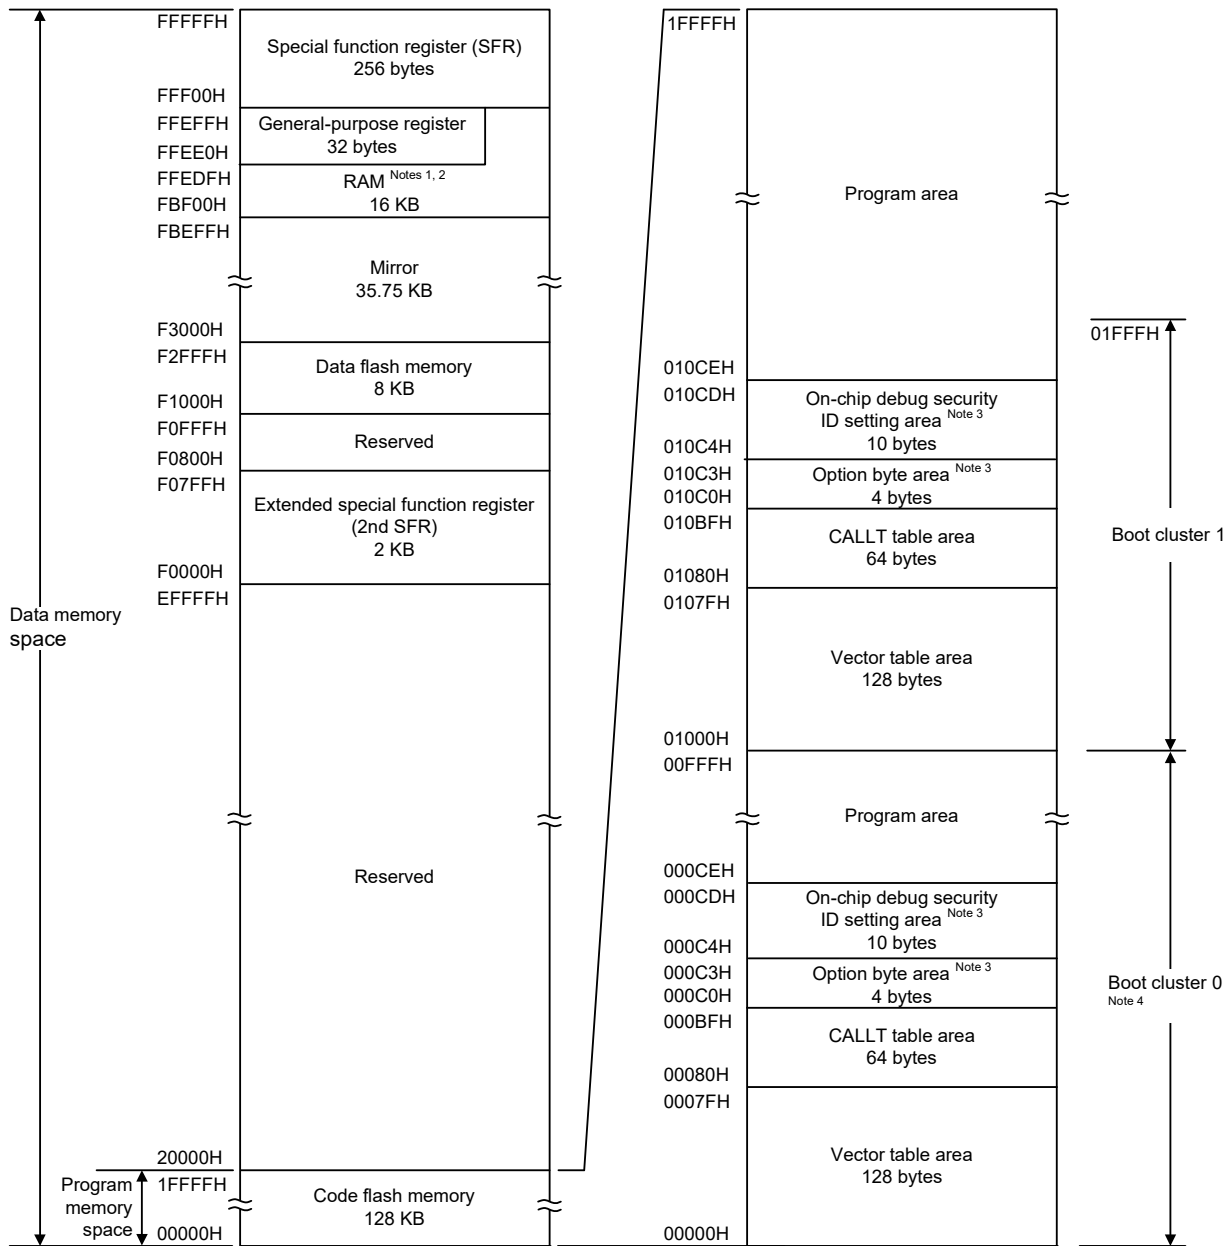 FFFFFH
Special function register (SFR)
256 bytes
FFF00H
FFEFFH
General-purpose register
32 bytes
FFEE0H
FFEDFH
RAM Notes 1, 2
16 KB
FBF00H
FBEFFH
Mirror
35.75 KB
F3000H
F2FFFH
Data flash memory
8 KB
F1000H
F0FFFH
Reserved
F0800H
F07FFH
Extended special function register
(2nd SFR)
2 KB
F0000H
EFFFFH
Data memory
space
Reserved
20000H
1FFFFH
Program
memory
space
Code flash memory
128 KB
00000H
1FFFFH
Program area
01FFFH
010CEH
010CDH
On-chip debug security
ID setting area Note 3
10 bytes
010C4H
010C3H
Option byte area Note 3
4 bytes
010C0H
010BFH
CALLT table area
64 bytes
01080H
0107FH
Boot cluster 1
Vector table area
128 bytes
01000H
00FFFH
Program area
000CEH
000CDH
On-chip debug security
ID setting area Note 3
10 bytes
000C4H
000C3H
Option byte area Note 3
4 bytes
000C0H
000BFH
Boot cluster 0
Note 4
CALLT table area
64 bytes
00080H
0007FH
Vector table area
128 bytes
00000H